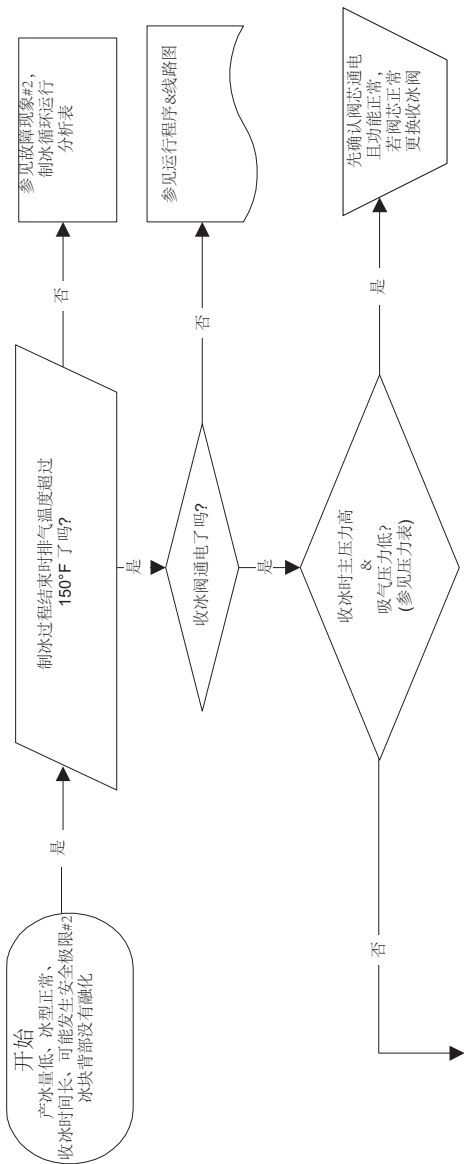 开始
产冰量低、冰型正常、
收冰时间长、可能发生安全极限#2
冰块背部没有融化
是
制冰过程结束时排气温度超过
150°F 了吗?
否
参见故障现象#2,
制冰循环运行
分析表
是
收冰阀通电了吗?
否
参见运行程序&线路图
是
收冰时主压力高
&
吸气压力低?
(参见压力表)
是
先确认阀芯通电
且功能正常，
若阀芯正常
更换收冰阀
否